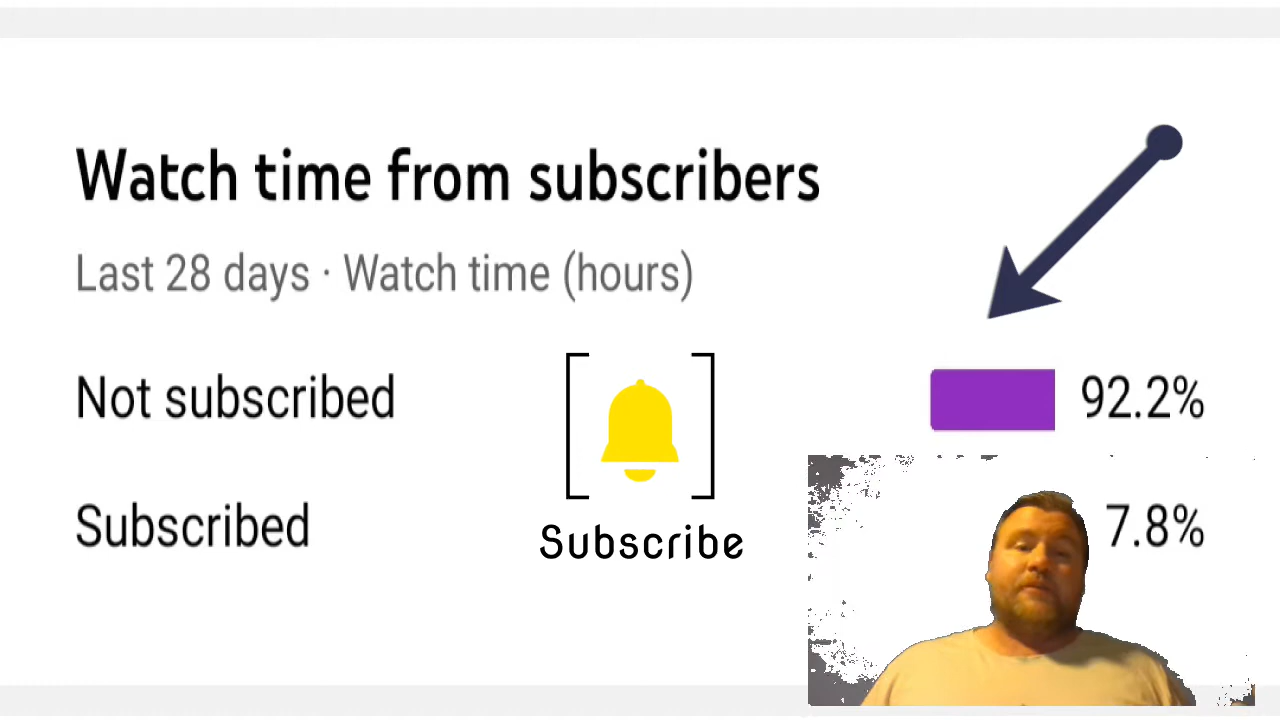 Watch time from subscribers
Last 28 days · Watch time (hours)
Not subscribed 92.2%
Subscribed 7.8%
Subscribe